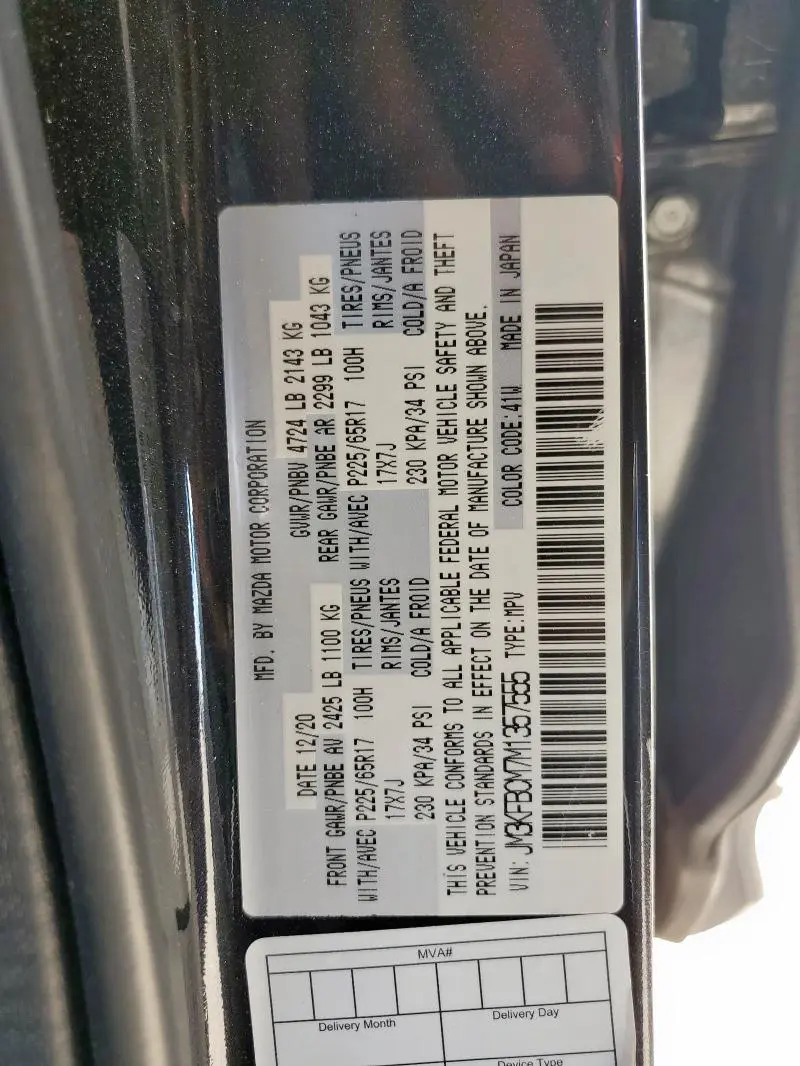 MFD. BY MAZDA MOTOR CORPORATION
DATE 12/20 GVWR/PNBV 4724 LB 2143 KG
FRONT GAWR/PNBE AV 2425 LB 1100 KG REAR GAWR/PNBE AR 2299 LB 1043 KG
WITH/AVEC P225/65R17 100H TIRES/PNEUS WITH/AVEC P225/65R17 100H TIRES/PNEUS
17X7J RIMS/JANTES 17X7J RIMS/JANTES
230 KPA/34 PSI COLD/A FROID 230 KPA/34 PSI COLD/A FROID
THIS VEHICLE CONFORMS TO ALL APPLICABLE FEDERAL MOTOR VEHICLE SAFETY AND THEFT
PREVENTION STANDARDS IN EFFECT ON THE DATE OF MANUFACTURE SHOWN ABOVE.
COLOR CODE:41W MADE IN JAPAN
VIN: JM3KFBCM7M1357555 TYPE:MPV
MVA#
Delivery Month Delivery Day
Device Type